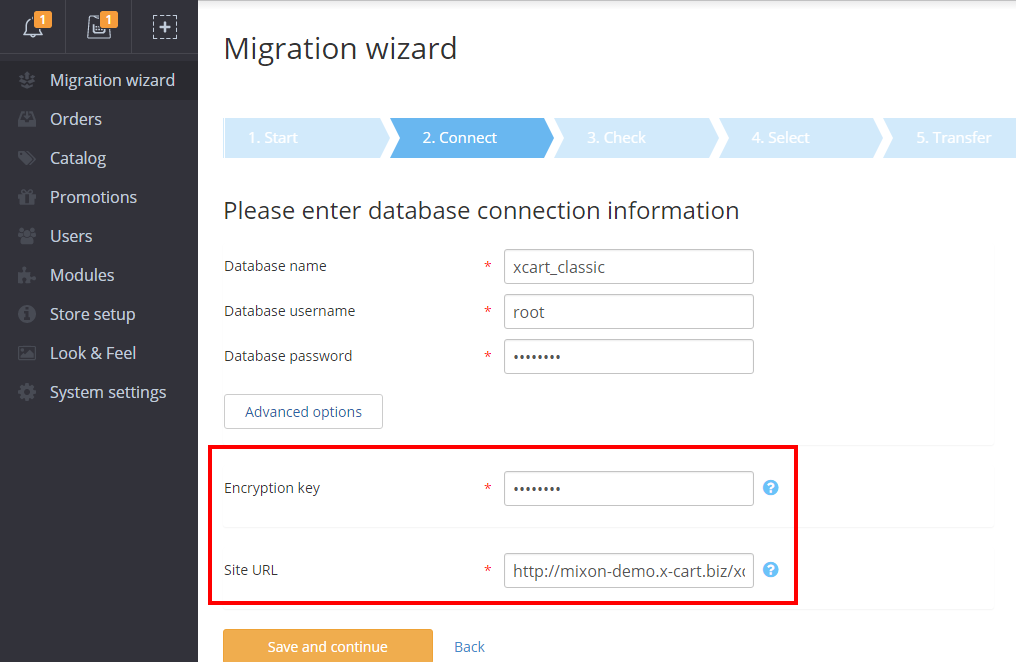 1
1
Migration wizard
Orders
Catalog
Promotions
Users
Modules
Store setup
Look & Feel
System settings
Migration wizard
1. Start
2. Connect
3. Check
4. Select
5. Transfer
Please enter database connection information
Database name * xcart_classic
Database username * root
Database password * ••••••••
Advanced options
Encryption key * •••••••• ?
Site URL * http://mixon-demo.x-cart.biz/xc ?
Save and continue
Back